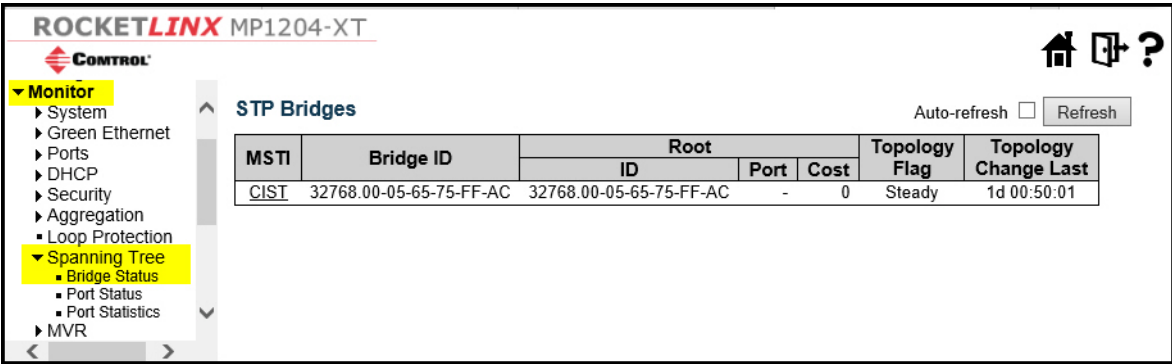 ROCKETLINX MP1204-XT
COMTROL
?
Monitor
System
Green Ethernet
Ports
DHCP
Security
Aggregation
Loop Protection
Spanning Tree
Bridge Status
Port Status
Port Statistics
MVR
STP Bridges
Auto-refresh Refresh
MSTI Bridge ID Root Topology Flag Topology Change Last
ID Port Cost
CIST 32768.00-05-65-75-FF-AC 32768.00-05-65-75-FF-AC - 0 Steady 1d 00:50:01